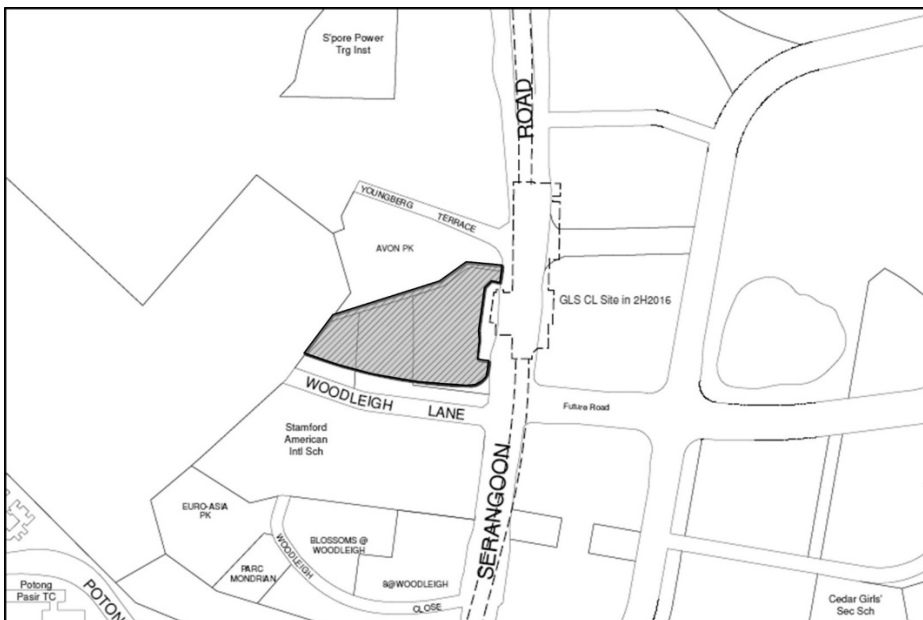 S'pore Power
Trg Inst
ROAD
YOUNGBERG TERRACE
AVON PK
GLS CL Site in 2H2016
WOODLEIGH LANE
Future Road
Stamford
American
Intl Sch
SERANGOON
EURO-ASIA
PK
WOODLEIGH CLOSE
BLOSSOMS @
WOODLEIGH
PARC
MONDRIAN
8@WOODLEIGH
Potong
Pasir TC
POTON
Cedar Girls'
Sec Sch